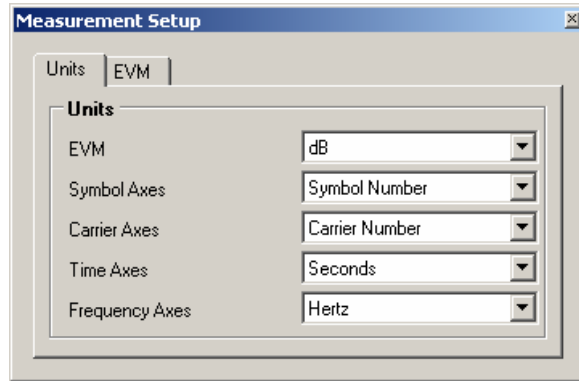 Measurement Setup
Units EVM
Units
EVM dB
Symbol Axes Symbol Number
Carrier Axes Carrier Number
Time Axes Seconds
Frequency Axes Hertz